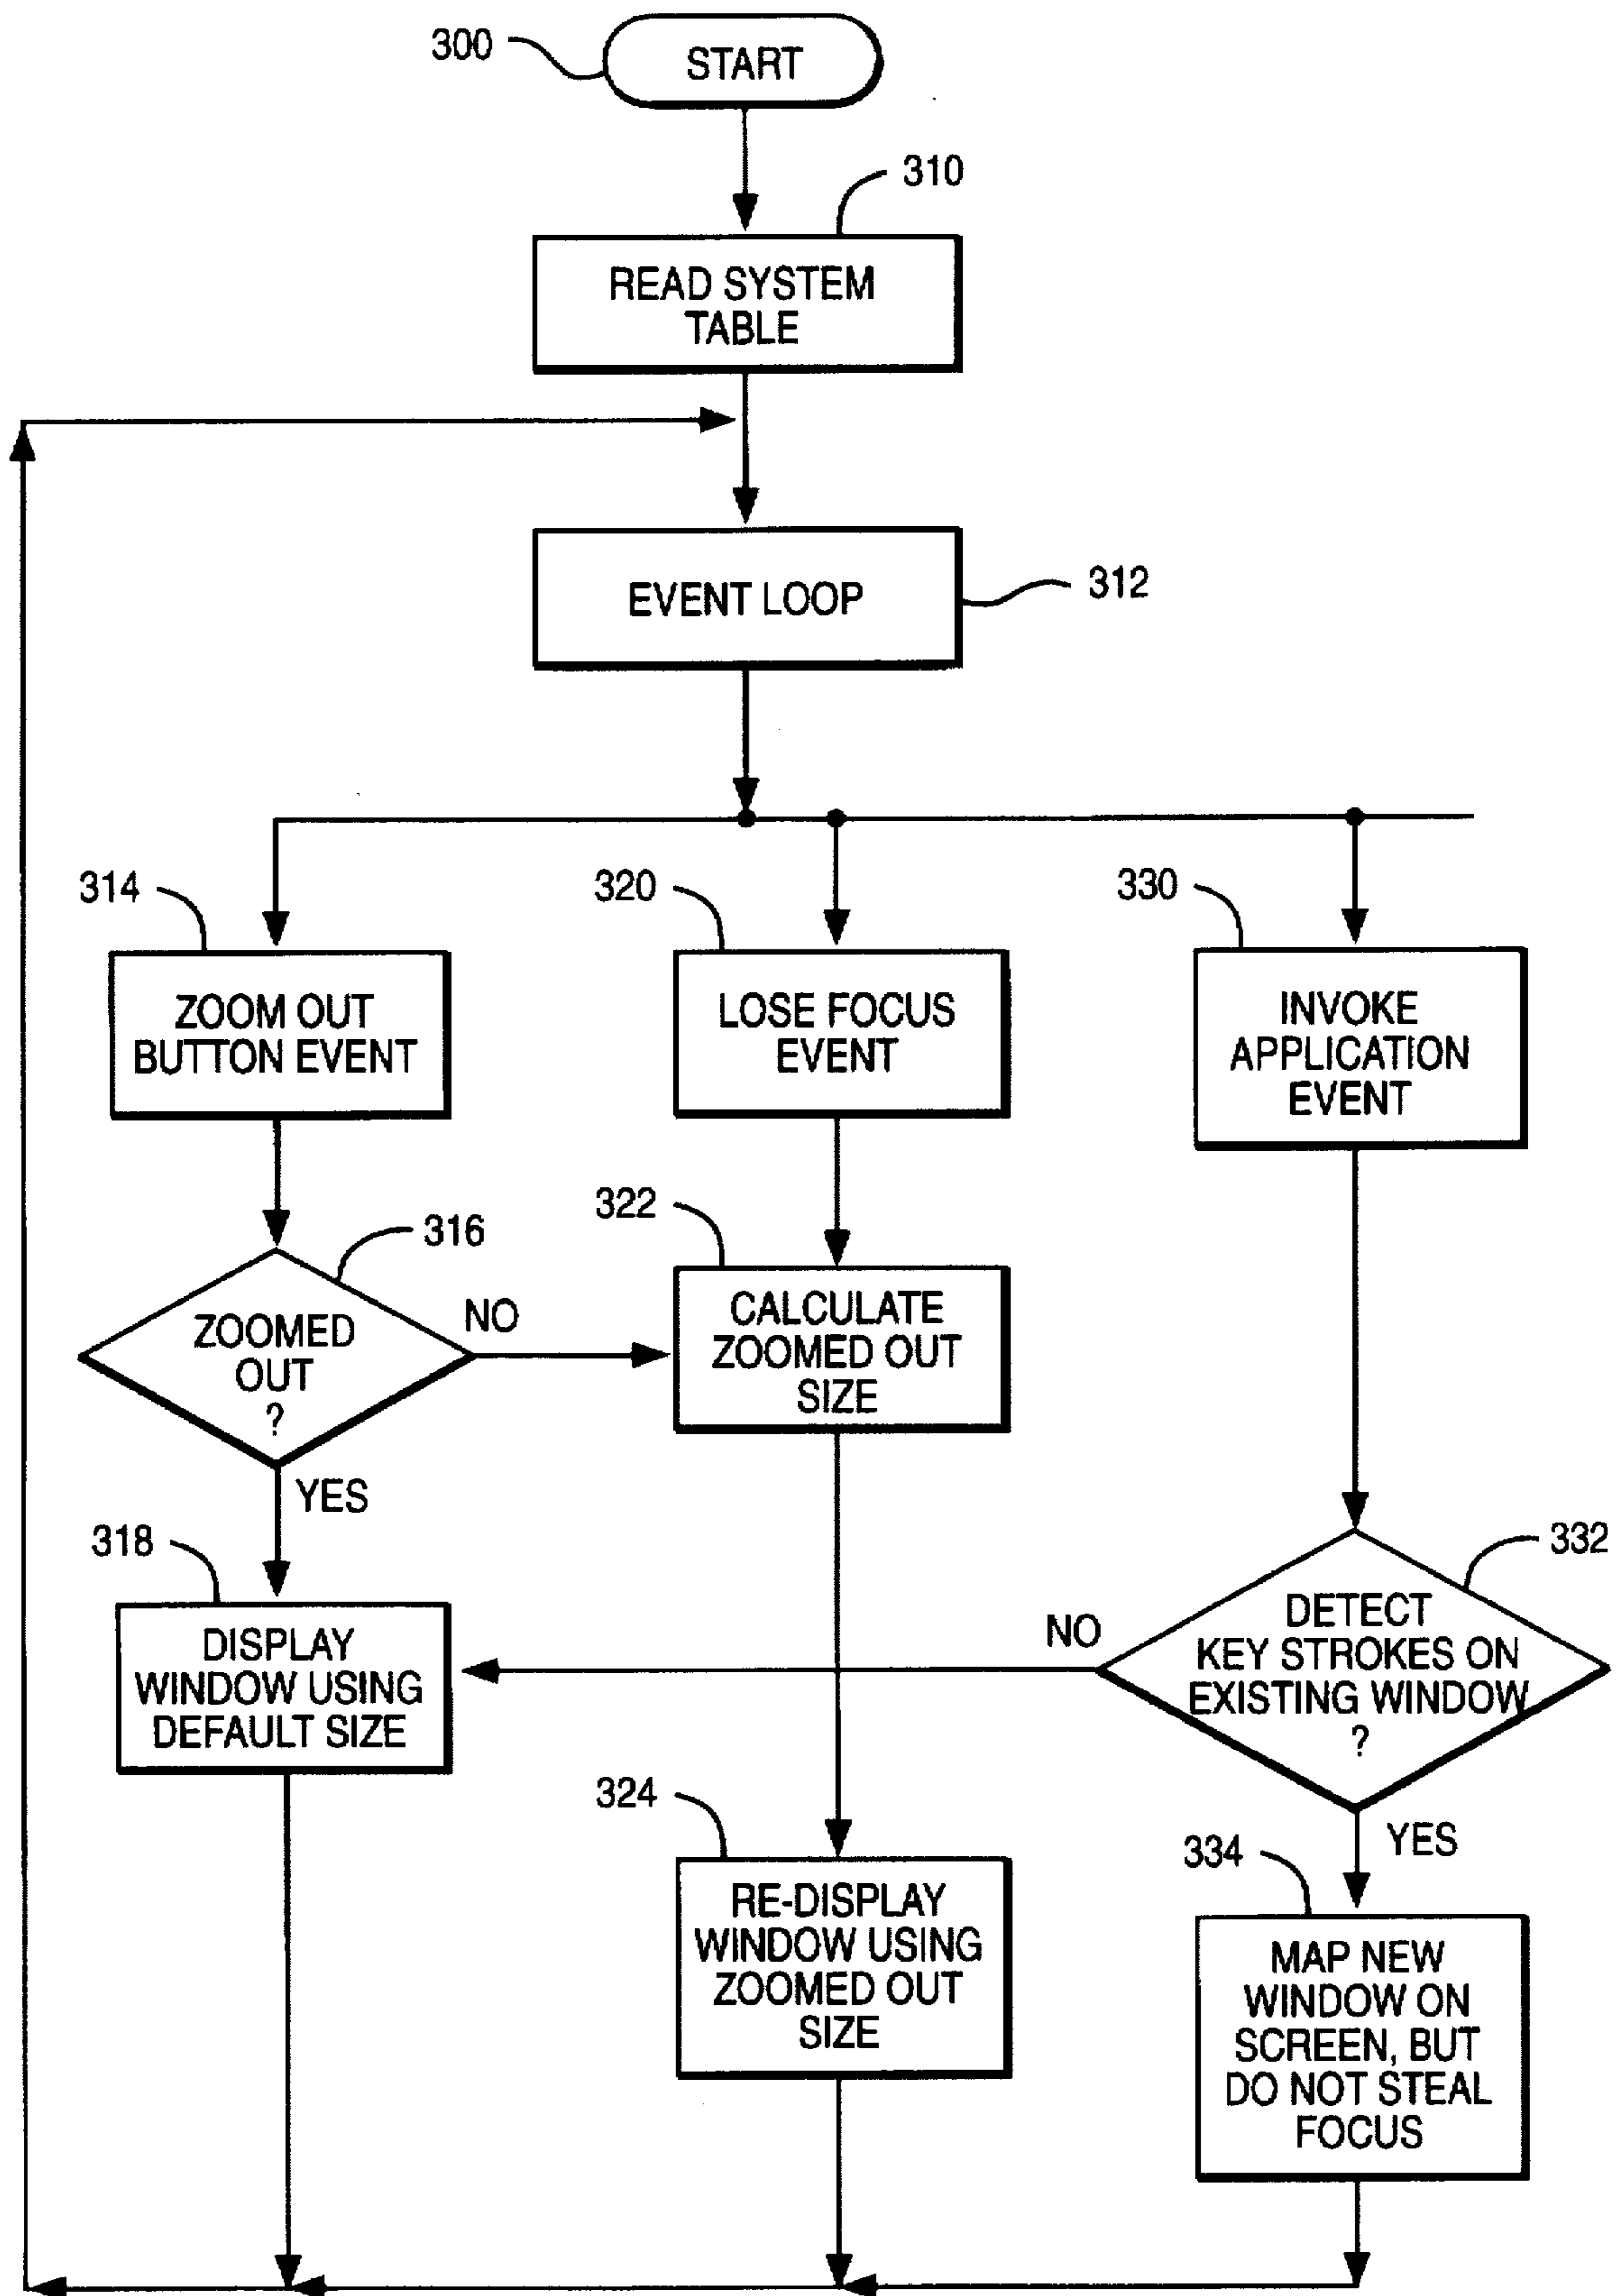 300
START
310
READ SYSTEM
TABLE
EVENT LOOP
312
314
ZOOM OUT
BUTTON EVENT
320
LOSE FOCUS
EVENT
330
INVOKE
APPLICATION
EVENT
316
ZOOMED
OUT
?
NO
YES
322
CALCULATE
ZOOMED OUT
SIZE
332
DETECT
KEY STROKES ON
EXISTING WINDOW
?
NO
YES
318
DISPLAY
WINDOW USING
DEFAULT SIZE
324
RE-DISPLAY
WINDOW USING
ZOOMED OUT
SIZE
334
MAP NEW
WINDOW ON
SCREEN, BUT
DO NOT STEAL
FOCUS